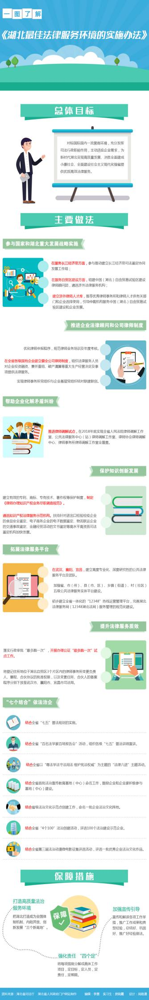 一图了解
《湖北最佳法律服务环境的实施办法》
总体目标
对标国际国内一流营商环境，充分发挥
司法行政职能作用，主动适应企业需求，为
新时代湖北实现高质量发展、决胜全面建成
小康社会、全面建设社会主义现代化强省提
供优质高效法律服务。
主要做法
参与国家和湖北重大发展战略实施
在服务长江经济带方面，参与推动建立长江经济带司法鉴定协同
发展工作组；
在服务自贸区建设方面，组建中国（湖北）自由贸易试验区建设
律师顾问团，遴选涉外法律服务机构；
建立涉外律师人才库，推荐优秀律师事务所和律师人才供有关部
门和企业选择使用，引导仲裁机构服务中国（湖北）自由贸易试
验区建设和企业发展。
推进企业法律顾问和公司律师制度
优化律师申报程序，规范律师业务培训及年度考核。
在全省各级国有企业建立健全公司律师制度，组织法律服务人员
对企业投资融资、兼并重组、破产清算等重大生产经营决定及事
项提供法律服务。
实现律师事务所党组织与企业基层党组织结对联建联创。
帮助企业化解矛盾纠纷
推进律师调解试点，在2018年底实现全省人民法院律师调解工作
室、公共法律服务中心（站）律师调解工作室、律师协会律师调解
中心、律师事务所律师调解工作室全覆盖。
保护知识创新发展
建立有效的专利、商标、专有技术、著作权等保护制度，制定
《律师办理知识产权业务尽职调查规范》。
遴选知识产权法律服务示范机构。扶持针对进出口检验检疫企业
的食品安全鉴定、电子商务企业的电子数据鉴定、物流联运企业
的交通事故鉴定、金融经贸活动的文书鉴定等高水平高资质司法
鉴定机构加快发展。
拓展法律服务平台
在武汉、襄阳、宜昌，建立高度专业化、深度研究性的公共法律
服务平台及团队。
加强省、市（州）、县（市、区）、乡镇（街道）、村（社区）
五级公共法律服务实体平台建设。
初步建立全省一体化的“12348”热线运营管理平台，完善湖北
法律服务网（12348湖北法网）服务管理的规范化建设。
提升法律服务质效
落实行政审批“最多跑一次”，开展办理公证“最多跑一次”试
点工作。
将登记住所地位于湖北自贸区3个片区内的律师事务所变更负责
人、章程、合伙协议的批准权限，以及变更住所、合伙人的备案
程序分别下放至武汉市、襄阳市、宜昌市司法局。
“七个结合”依法治企
结合全省“七五”普法规划的实施。
结合全省“百名法学家百场报告会”活动，组织各级“七五”普法讲师宣讲。
结合全省以“尊法学法守法用法 维护宪法权威”为主题的“法律六进”主题活动。
结合全省首批法治宣传教育基地（中心）命名工作，鼓励企业和企业家积极参与
基地（中心）建设。
结合省级法治文化示范点创建工作，命名一批企业法治文化阵地。
结合全省“4个100”法治创建活动，评选100个法治建设示范企业。
结合全省第三届法治动漫微电影征集评选活动，评选一批优秀企业法治文化作品。
保障措施
打造高质量法治
服务环境
把湖北打造成为全国体
制机制、内陆开放、创
新发展“三个新高地”。
保障
加强宣传引导
宣传和解读各项工作举
措，推广工作成果和典
型经验，总结好、巩固
好、推广好经验做法。
强化责任 “四个定”
将每项措施分解成具体工作
项目，定目标，定人员，定
责任，定期限。
资料来源：湖北省司法厅 湖北省人民政府门户网站制作 编辑：李茜 实习生：房晓霞 设计：周路漫